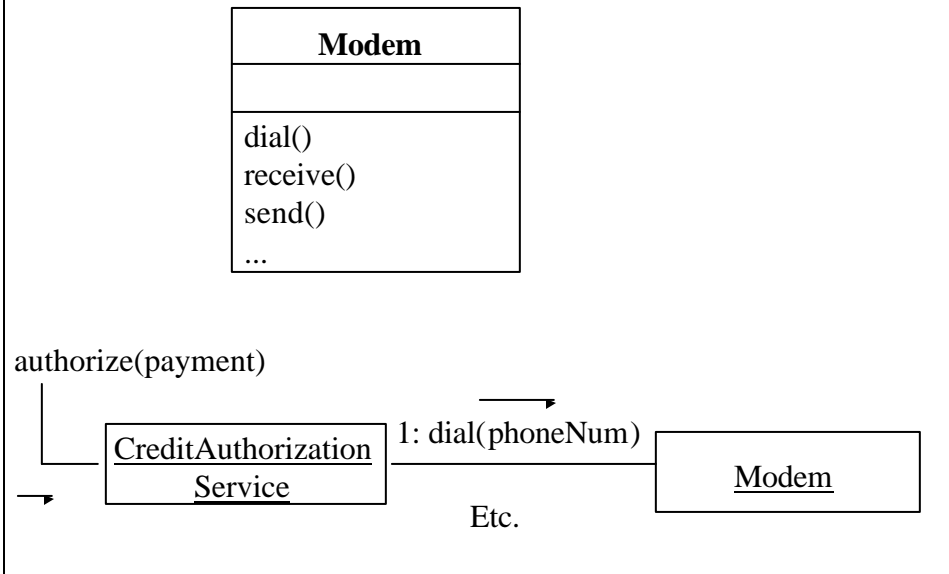 Modem
dial()
receive()
send()
...
authorize(payment)
1: dial(phoneNum)
CreditAuthorization
Service
Modem
Etc.